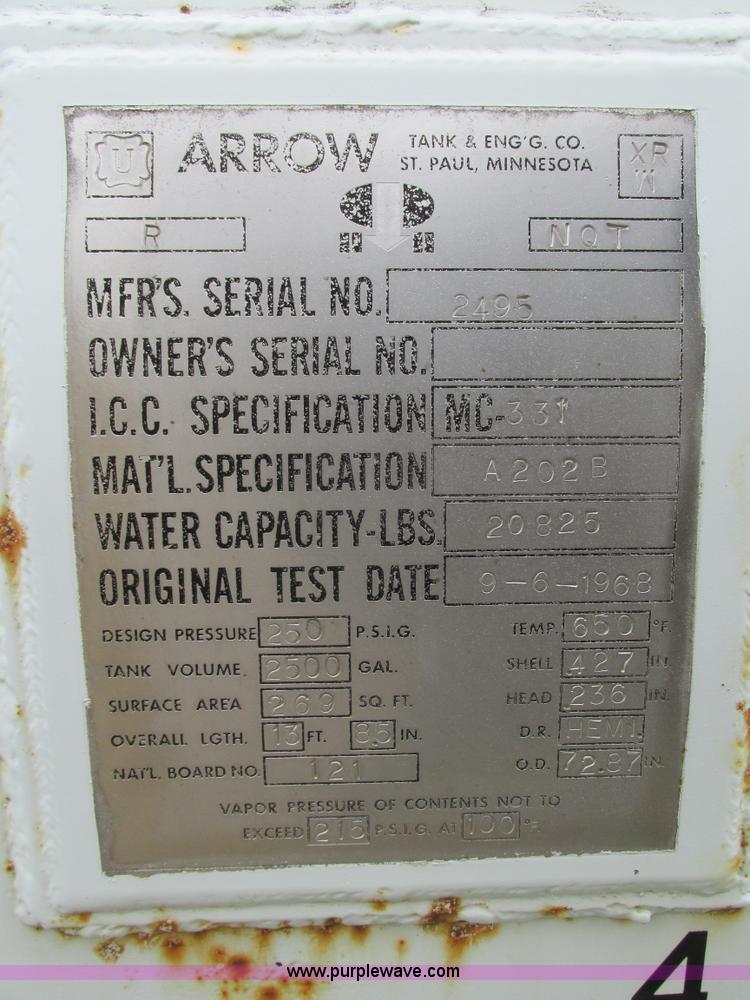 U ARROW TANK & ENG'G. CO. XR
ST. PAUL, MINNESOTA W
R NQT
MFR'S. SERIAL NO. 2495
OWNER'S SERIAL NO.
I.C.C. SPECIFICATION MC-331
MAT'L. SPECIFICATION A202B
WATER CAPACITY-LBS. 20825
ORIGINAL TEST DATE 9-6-1968
DESIGN PRESSURE 250 P.S.I.G. TEMP. 650 °F.
TANK VOLUME. 2500 GAL. SHELL 427 IN.
SURFACE AREA 269 SQ. FT. HEAD 236 IN.
OVERALL LGTH. 13 FT. 85 IN. D.R. HEMI.
NAT'L. BOARD NO. 121 O.D. 72.87 IN.
VAPOR PRESSURE OF CONTENTS NOT TO
EXCEED 215 P.S.I.G. AT 100 °F.
4
www.purplewave.com